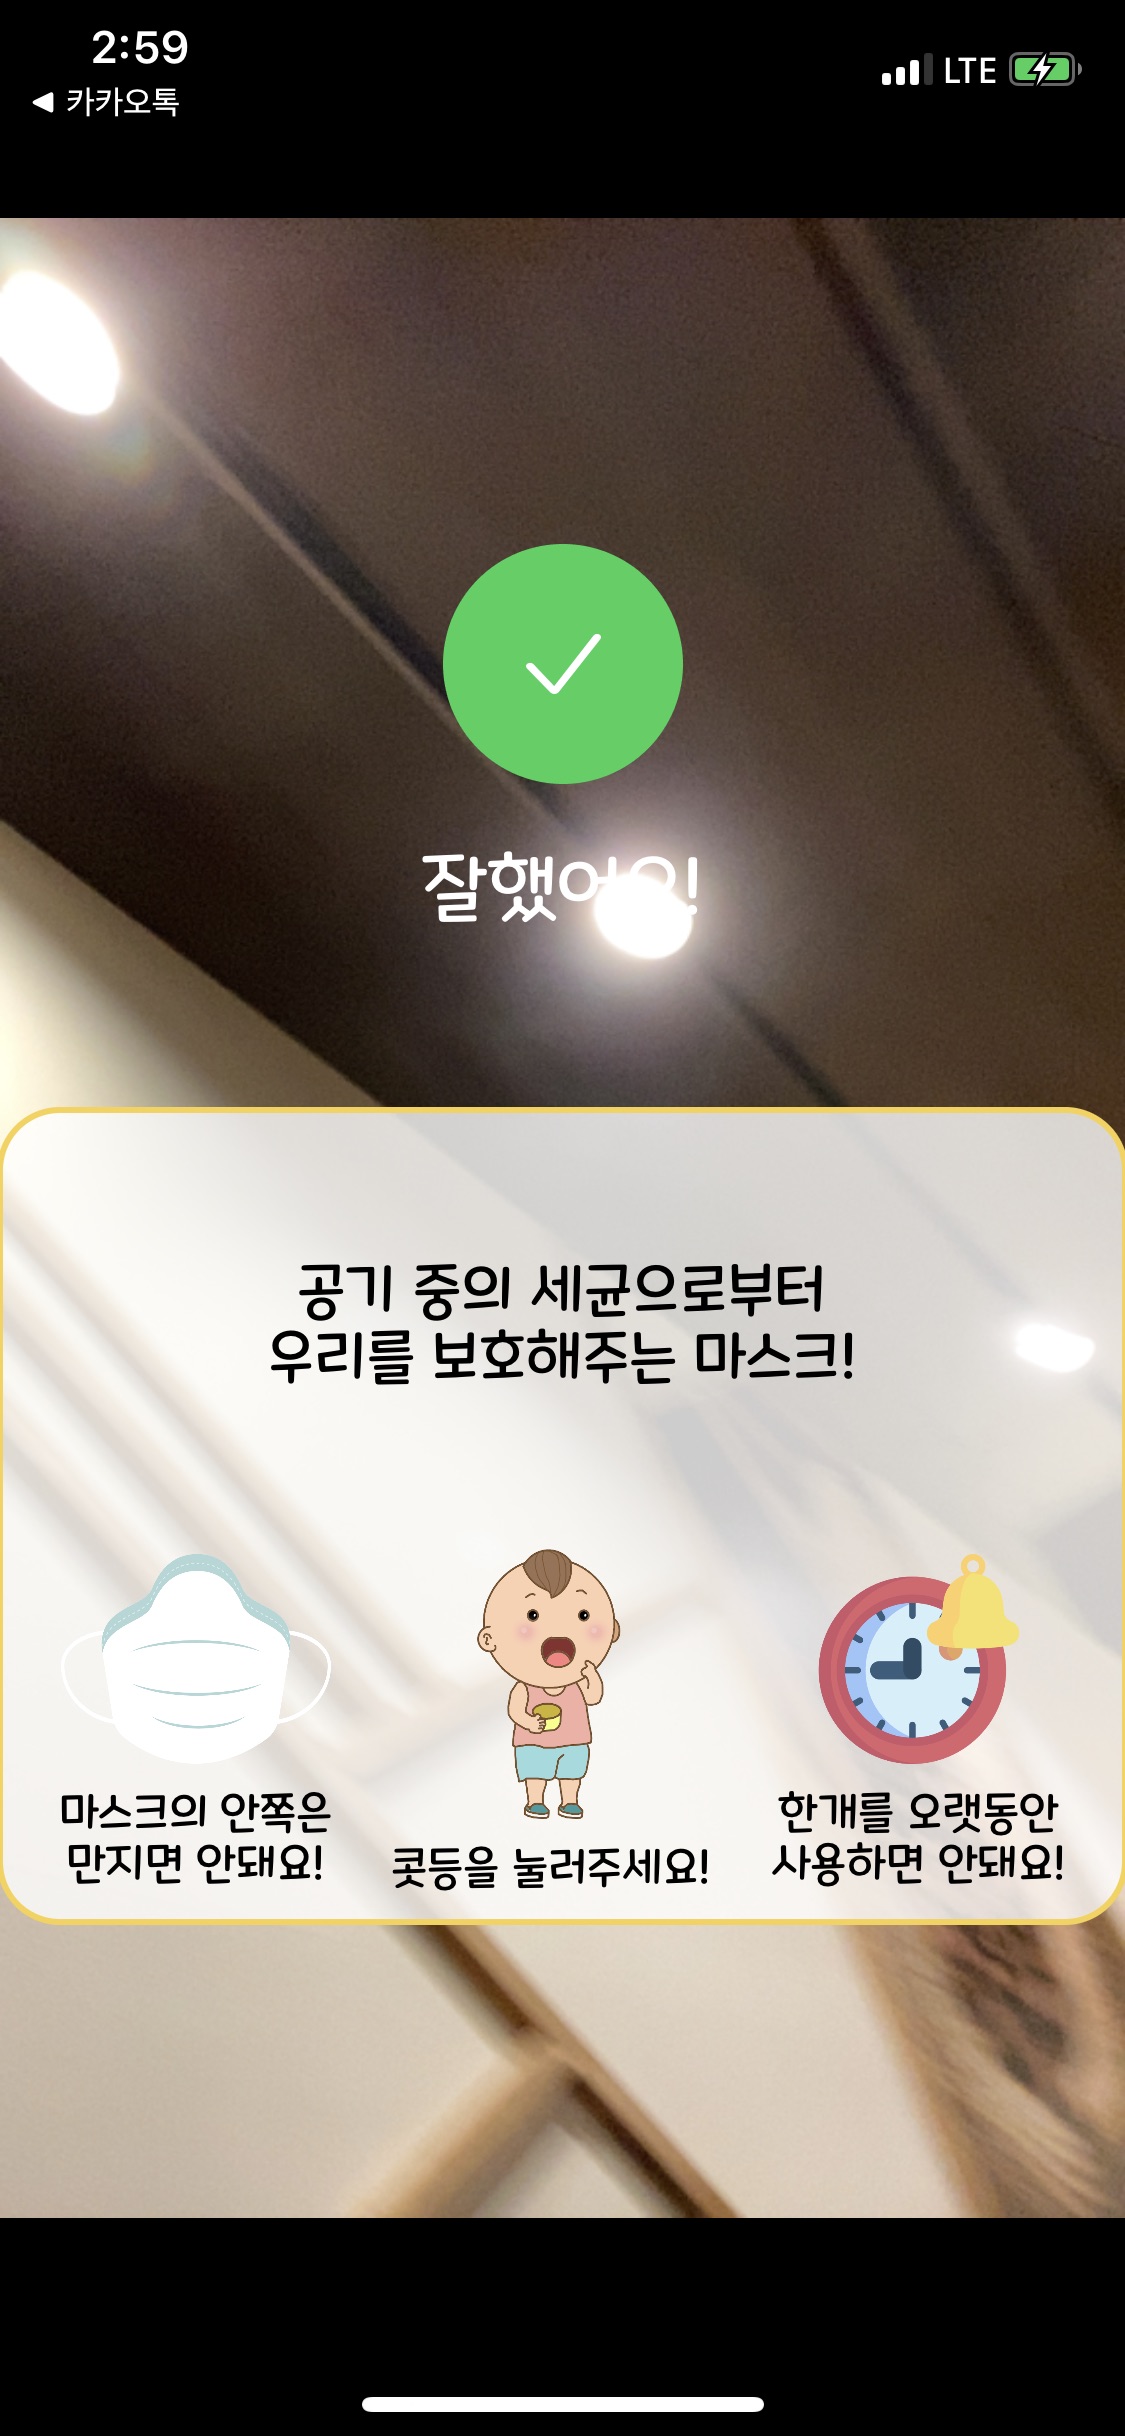 2:59
LTE
◀ 카카오톡
잘했어요!
공기 중의 세균으로부터
우리를 보호해주는 마스크!
마스크의 안쪽은
만지면 안돼요!
콧등을 눌러주세요!
한개를 오랫동안
사용하면 안돼요!